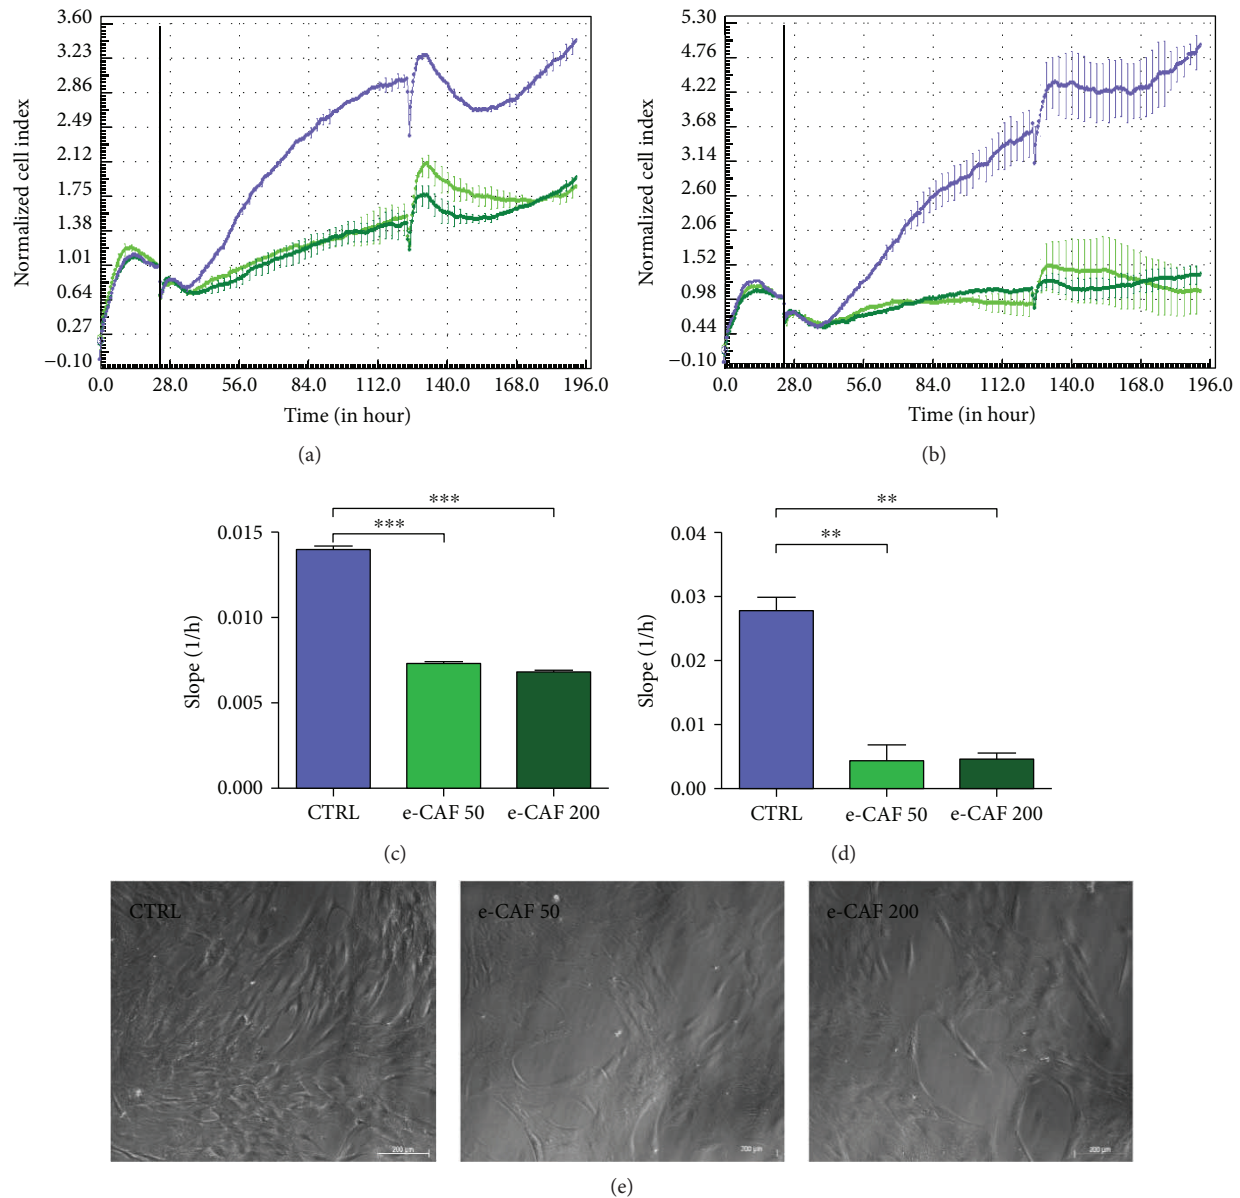 3.60
3.23
2.86
2.49
2.12
1.75
1.38
1.01
0.64
0.27
−0.10
Normalized cell index
0.0 28.0 56.0 84.0 112.0 140.0 168.0 196.0
Time (in hour)
(a)
5.30
4.76
4.22
3.68
3.14
2.60
2.06
1.52
0.98
0.44
−0.10
Normalized cell index
0.0 28.0 56.0 84.0 112.0 140.0 168.0 196.0
Time (in hour)
(b)
***
***
0.015
0.010
0.005
0.000
Slope (1/h)
CTRL e-CAF 50 e-CAF 200
(c)
**
**
0.04
0.03
0.02
0.01
0.00
Slope (1/h)
CTRL e-CAF 50 e-CAF 200
(d)
CTRL
200 μm
e-CAF 50
200 μm
e-CAF 200
200 μm
(e)